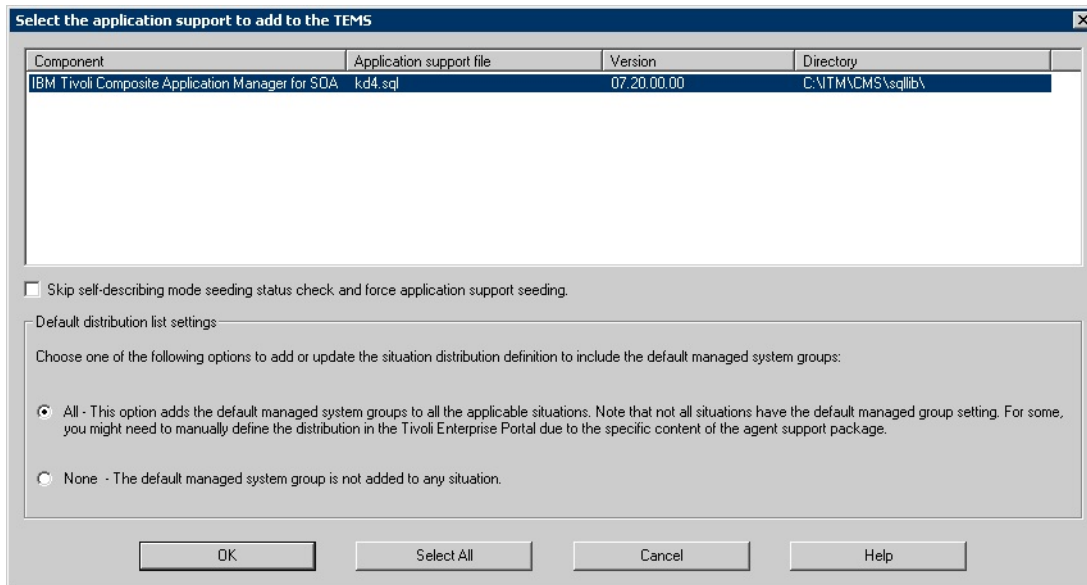 Select the application support to add to the TEMS
Component Application support file Version Directory
IBM Tivoli Composite Application Manager for SOA kd4.sql 07.20.00.00 C:\ITM\CMS\sqllib\
Skip self-describing mode seeding status check and force application support seeding.
Default distribution list settings
Choose one of the following options to add or update the situation distribution definition to include the default managed system groups:
All - This option adds the default managed system groups to all the applicable situations. Note that not all situations have the default managed group setting. For some,
you might need to manually define the distribution in the Tivoli Enterprise Portal due to the specific content of the agent support package.
None - The default managed system group is not added to any situation.
OK Select All Cancel Help